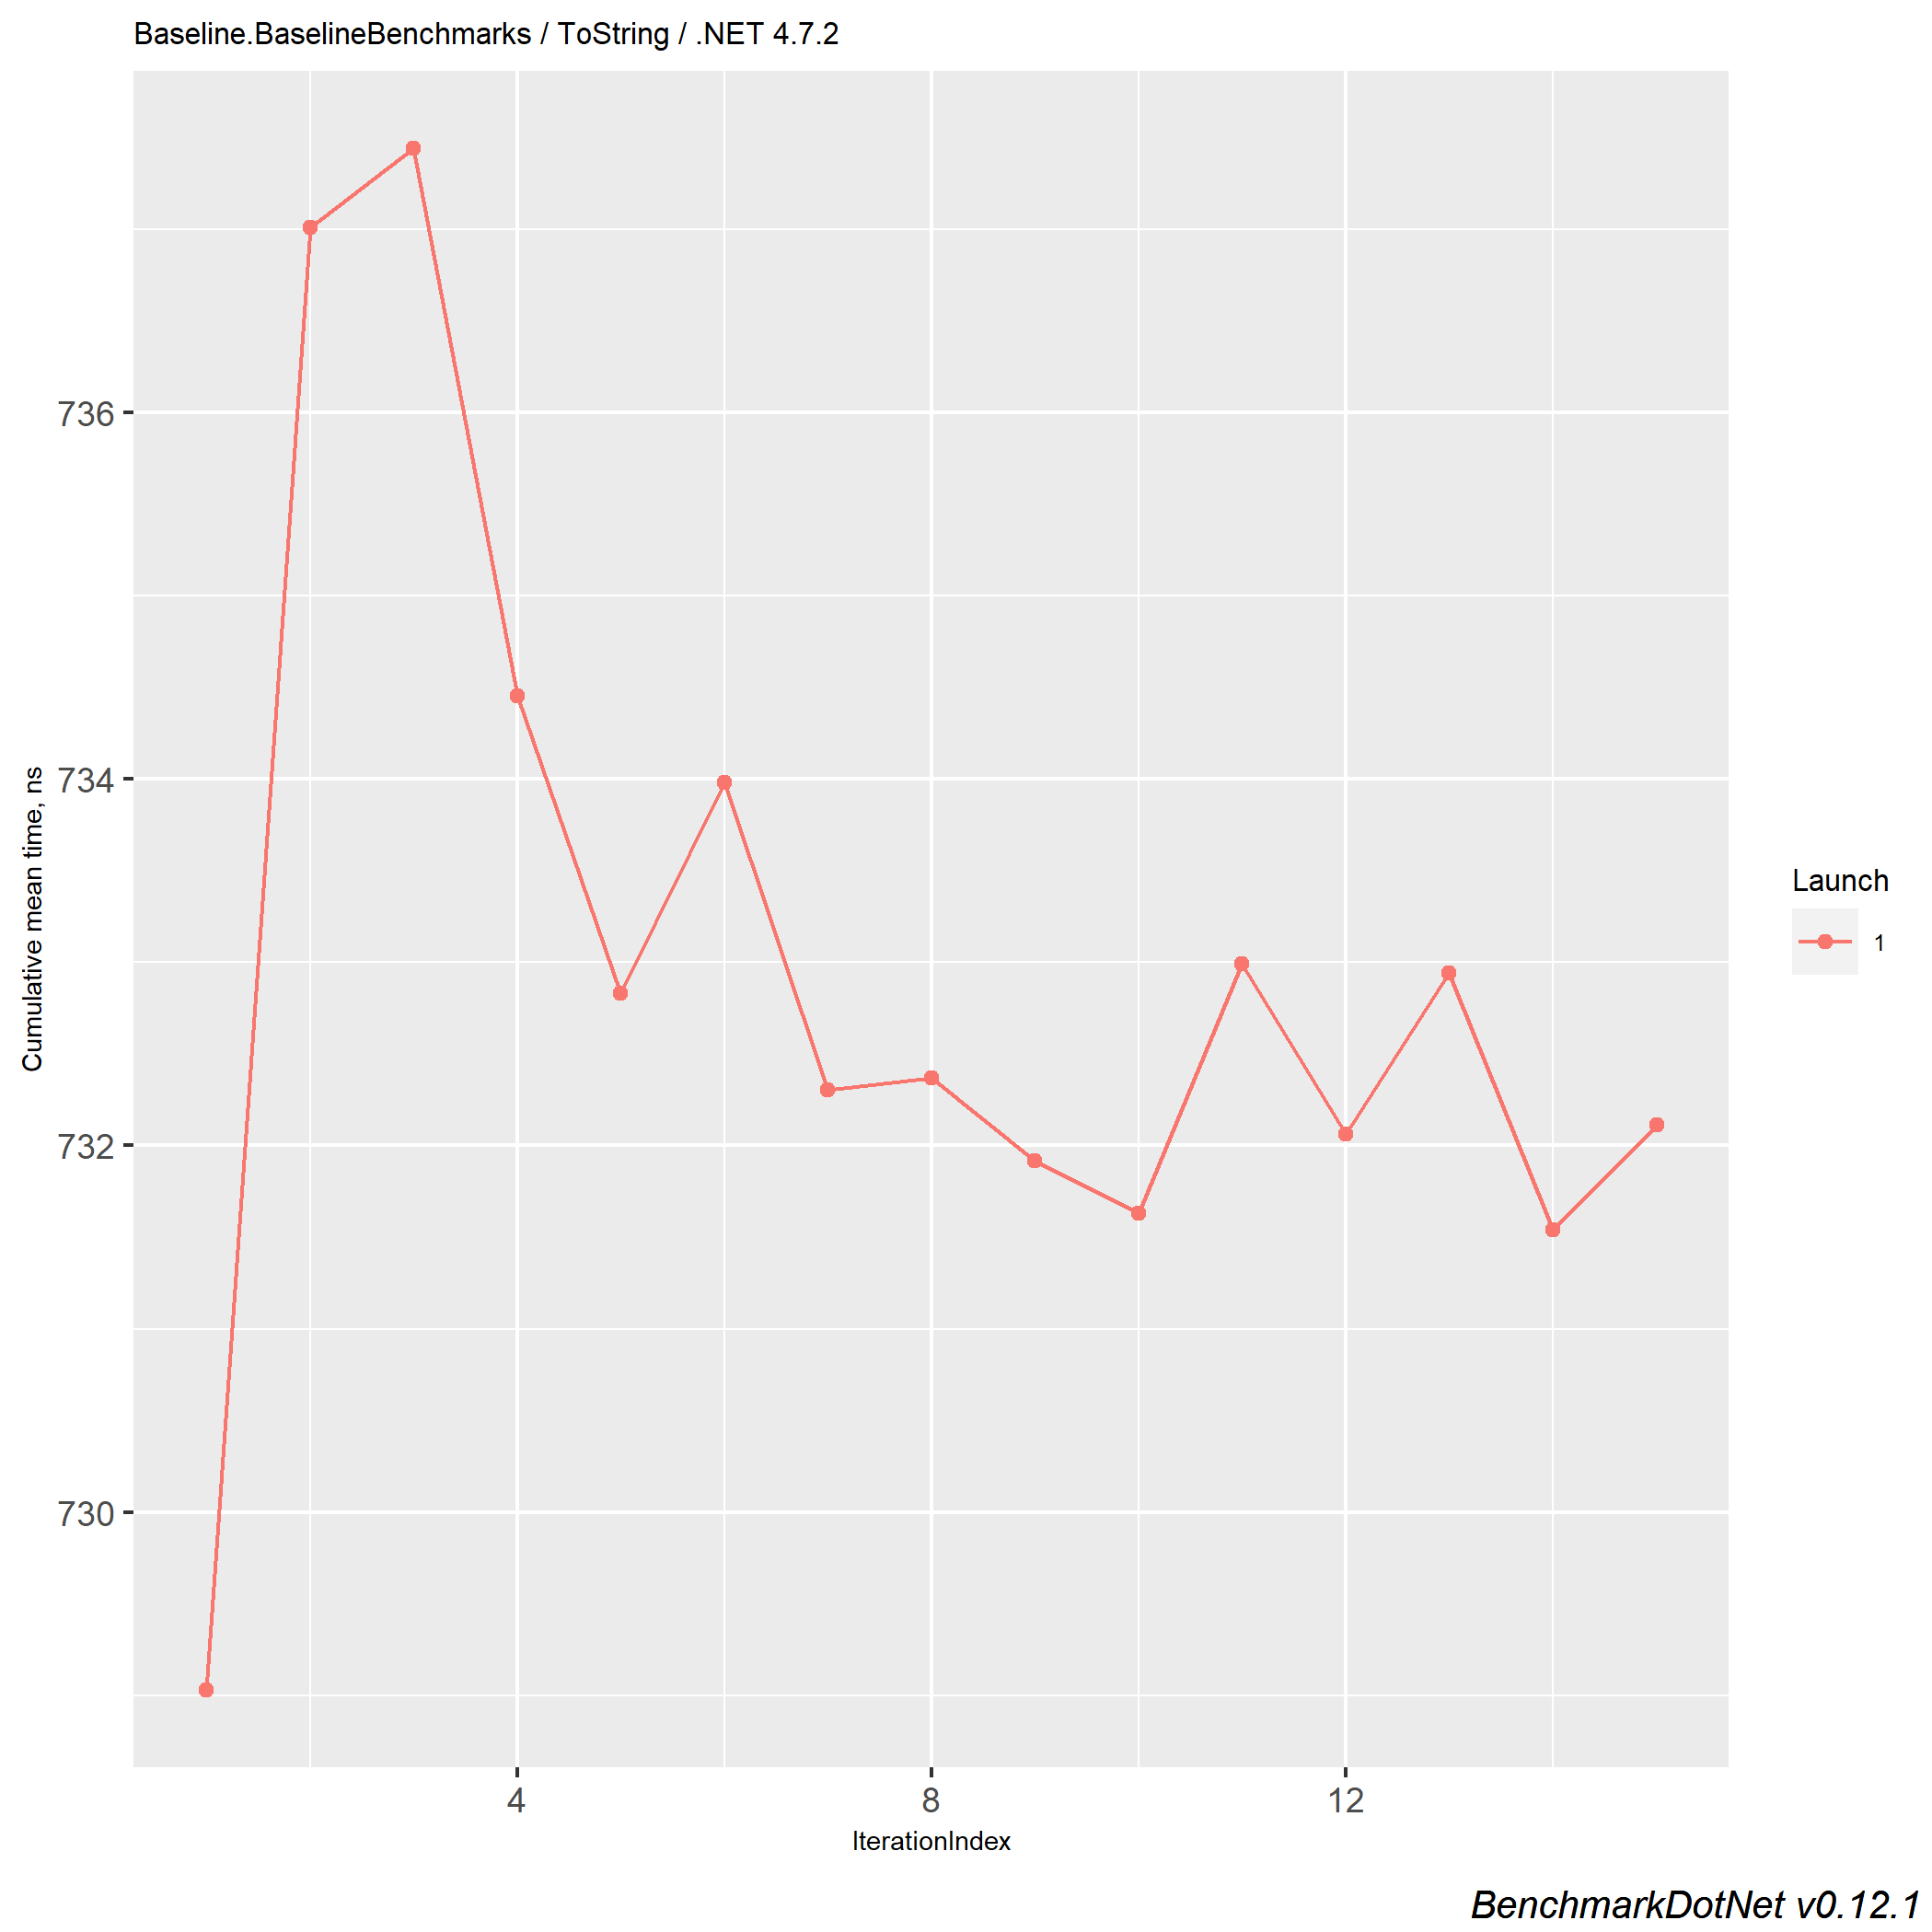 Baseline.BaselineBenchmarks / ToString / .NET 4.7.2
736
734
732
730
Cumulative mean time, ns
4
8
12
IterationIndex
Launch
1
BenchmarkDotNet v0.12.1